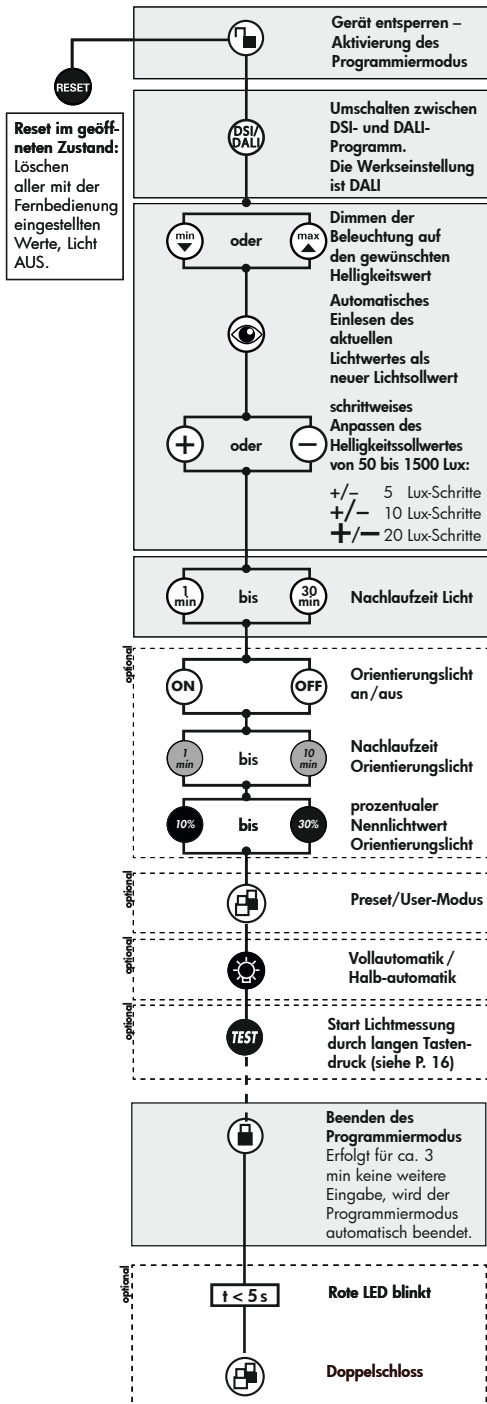 Gerät entsperren –
Aktivierung des
Programmiermodus
RESET
Reset im geöff-
neten Zustand:
Löschen
aller mit der
Fernbedienung
eingestellten
Werte, Licht
AUS.
DSI/
DALI
Umschalten zwischen
DSI- und DALI-
Programm.
Die Werkseinstellung
ist DALI
min
oder
max
Dimmen der
Beleuchtung auf
den gewünschten
Helligkeitswert
Automatisches
Einlesen des
aktuellen
Lichtwertes als
neuer Lichtsollwert
+
oder
−
schrittweises
Anpassen des
Helligkeitssollwertes
von 50 bis 1500 Lux:
+/− 5 Lux-Schritte
+/− 10 Lux-Schritte
+/− 20 Lux-Schritte
1
min
bis
30
min
Nachlaufzeit Licht
optional
ON
OFF
Orientierungslicht
an/aus
1
min
bis
10
min
Nachlaufzeit
Orientierungslicht
10%
bis
30%
prozentualer
Nennlichtwert
Orientierungslicht
optional
Preset/User-Modus
optional
Vollautomatik /
Halb-automatik
optional
TEST
Start Lichtmessung
durch langen Tasten-
druck (siehe P. 16)
Beenden des
Programmiermodus
Erfolgt für ca. 3
min keine weitere
Eingabe, wird der
Programmiermodus
automatisch beendet.
optional
t < 5 s
Rote LED blinkt
Doppelschloss